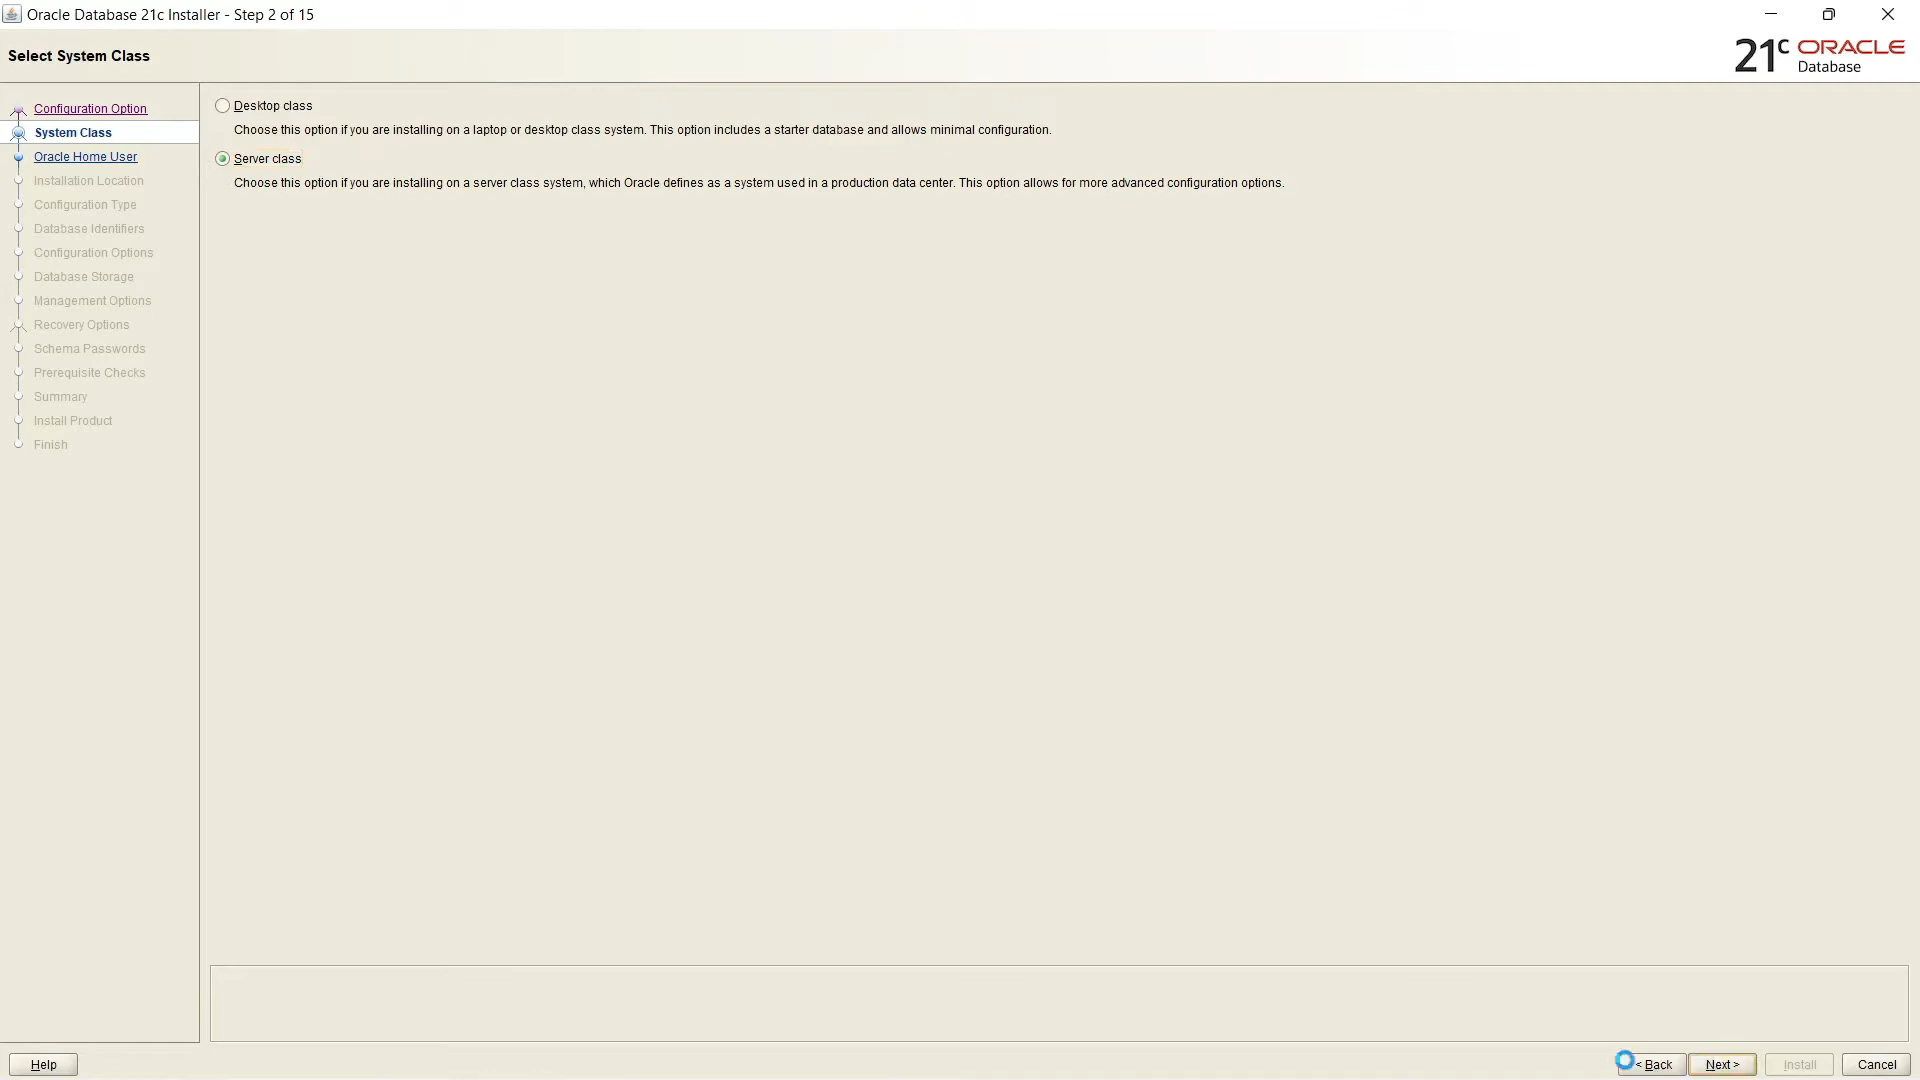 Oracle Database 21c Installer - Step 2 of 15
Select System Class
21c ORACLE
Database
Configuration Option
System Class
Oracle Home User
Installation Location
Configuration Type
Database Identifiers
Configuration Options
Database Storage
Management Options
Recovery Options
Schema Passwords
Prerequisite Checks
Summary
Install Product
Finish
Desktop class
Choose this option if you are installing on a laptop or desktop class system. This option includes a starter database and allows minimal configuration.
Server class
Choose this option if you are installing on a server class system, which Oracle defines as a system used in a production data center. This option allows for more advanced configuration options.
Help
< Back
Next >
Install
Cancel